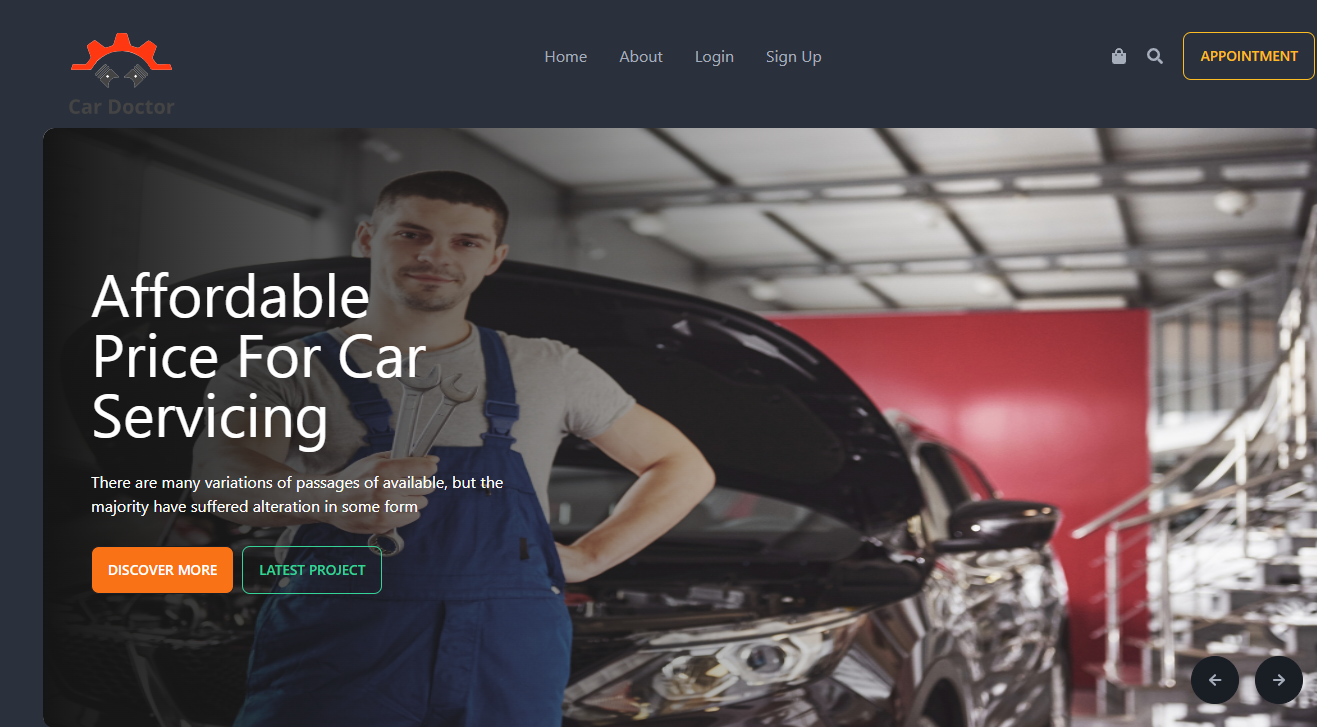 Car Doctor
Home About Login Sign Up
APPOINTMENT
Affordable
Price For Car
Servicing
There are many variations of passages of available, but the
majority have suffered alteration in some form
DISCOVER MORE LATEST PROJECT